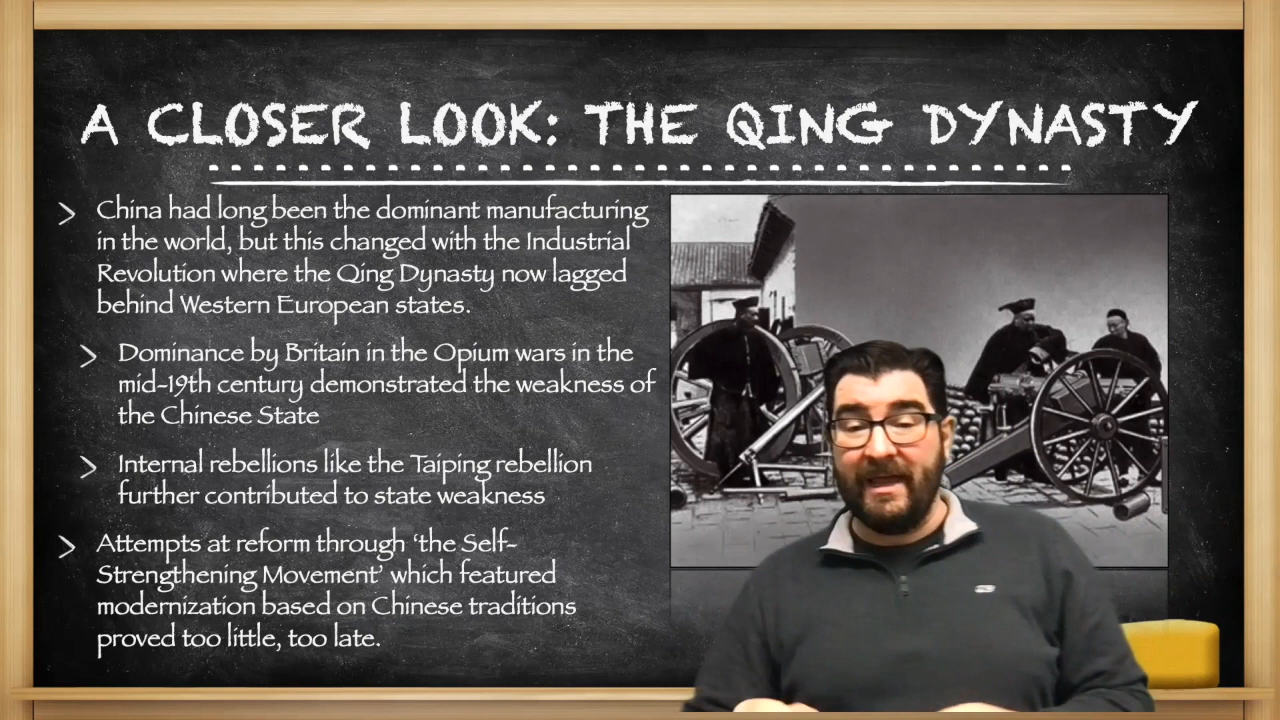 A CLOSER LOOK: THE QING DYNASTY
China had long been the dominant manufacturing
in the world, but this changed with the Industrial
Revolution where the Qing Dynasty now lagged
behind Western European states.
Dominance by Britain in the Opium wars in the
mid-19th century demonstrated the weakness of
the Chinese State
Internal rebellions like the Taiping rebellion
further contributed to state weakness
Attempts at reform through ‘the Self-
Strengthening Movement’ which featured
modernization based on Chinese traditions
proved too little, too late.